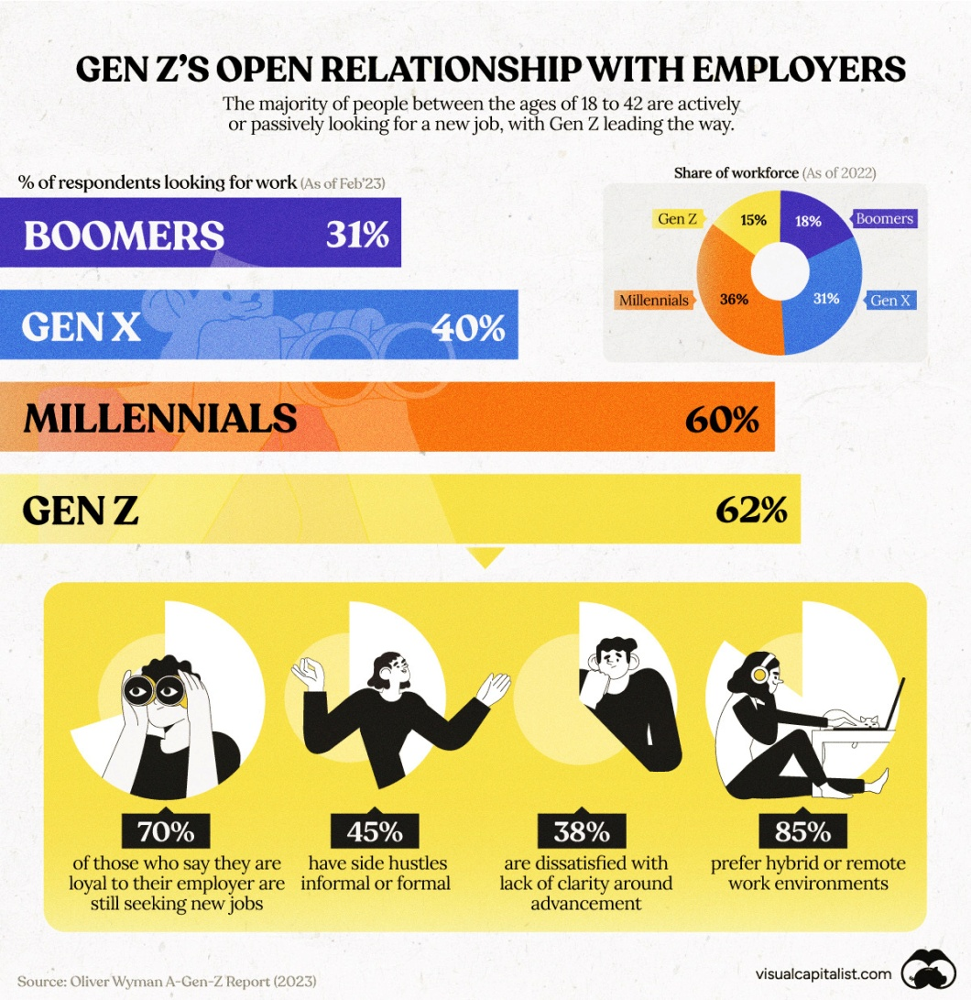 GEN Z'S OPEN RELATIONSHIP WITH EMPLOYERS
The majority of people between the ages of 18 to 42 are actively
or passively looking for a new job, with Gen Z leading the way.
% of respondents looking for work (As of Feb'23)
BOOMERS 31%
GEN X 40%
MILLENNIALS 60%
GEN Z 62%
Share of workforce (As of 2022)
Gen Z 15% 18% Boomers
Millennials 36% 31% Gen X
70%
of those who say they are
loyal to their employer are
still seeking new jobs
45%
have side hustles
informal or formal
38%
are dissatisfied with
lack of clarity around
advancement
85%
prefer hybrid or remote
work environments
Source: Oliver Wyman A-Gen-Z Report (2023)
visualcapitalist.com